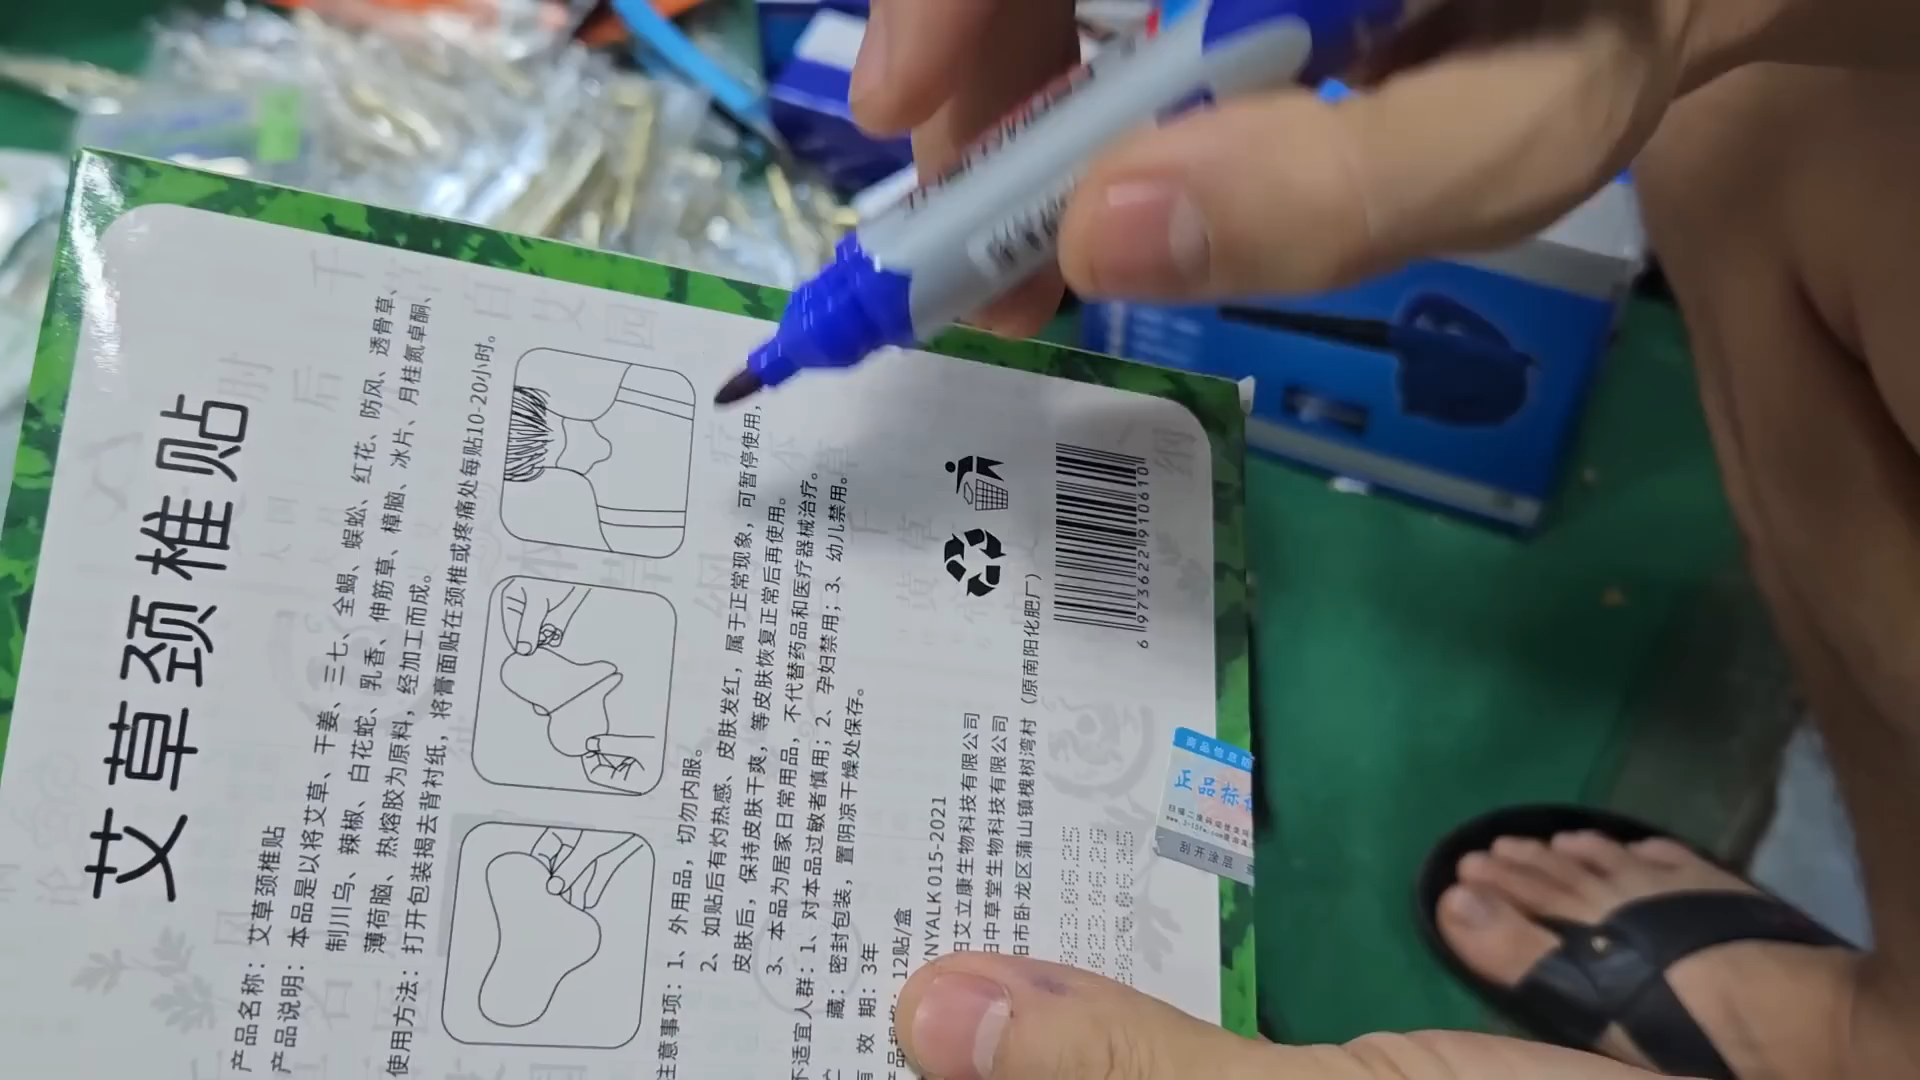 艾草颈椎贴
产品名称：艾草颈椎贴
产品说明：本品是以将艾草、干姜、三七、全蝎、蜈蚣、红花、防风、透骨草、
制川乌、辣椒、白花蛇、乳香、伸筋草、樟脑、冰片、月桂氮卓酮、
薄荷脑、热熔胶为原料，经加工而成。
使用方法：打开包装揭去背衬纸，将膏面贴在颈椎或疼痛处每贴10-20小时。
注意事项：1、外用品，切勿内服。
2、如贴后有灼热感、皮肤发红，属于正常现象，可暂停使用，
皮肤后，保持皮肤干爽，等皮肤恢复正常后再使用。
3、本品为居家日常用品，不代替药品和医疗器械治疗。
不适宜人群：1、对本品过敏者慎用；2、孕妇禁用；3、幼儿禁用。
藏：密封包装，置阴凉干燥处保存。
有 效 期：3年
12贴/盒
/NYALK015-2021
艾立康生物科技有限公司
中草堂生物科技有限公司
市卧龙区蒲山镇槐树湾村（原南阳化肥厂）
6 973622 910610
商品信息防
正品标
刮开涂层